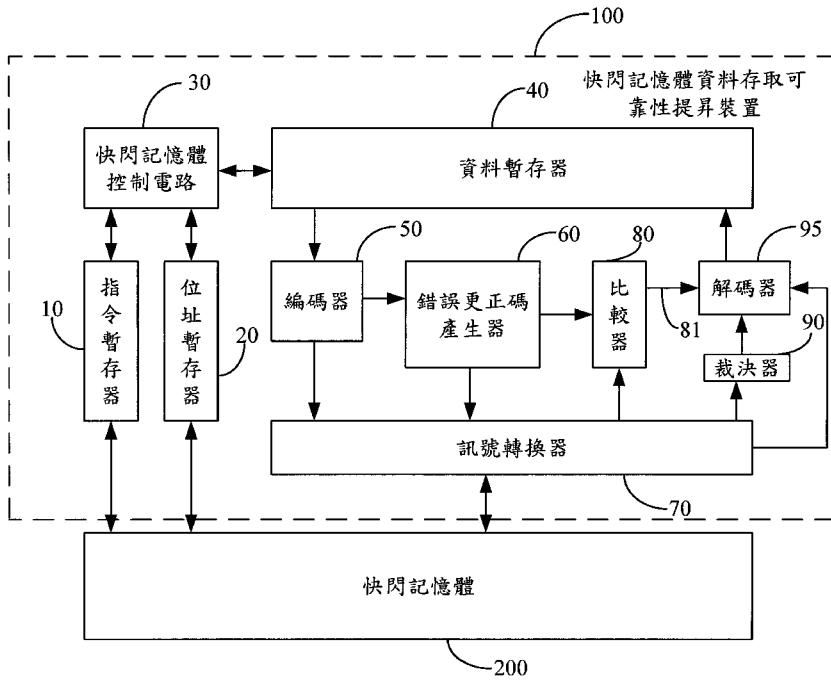 100
快閃記憶體資料存取可
靠性提昇裝置
30
40
快閃記憶體
控制電路
資料暫存器
50
60
80
95
10
指令暫存器
位址暫存器
20
編碼器
錯誤更正碼
產生器
比較器
81
解碼器
90
裁決器
訊號轉換器
70
快閃記憶體
200